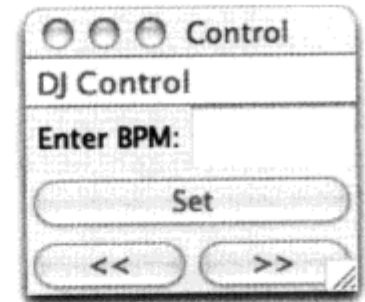 Control
DJ Control
Enter BPM:
Set
<< >>